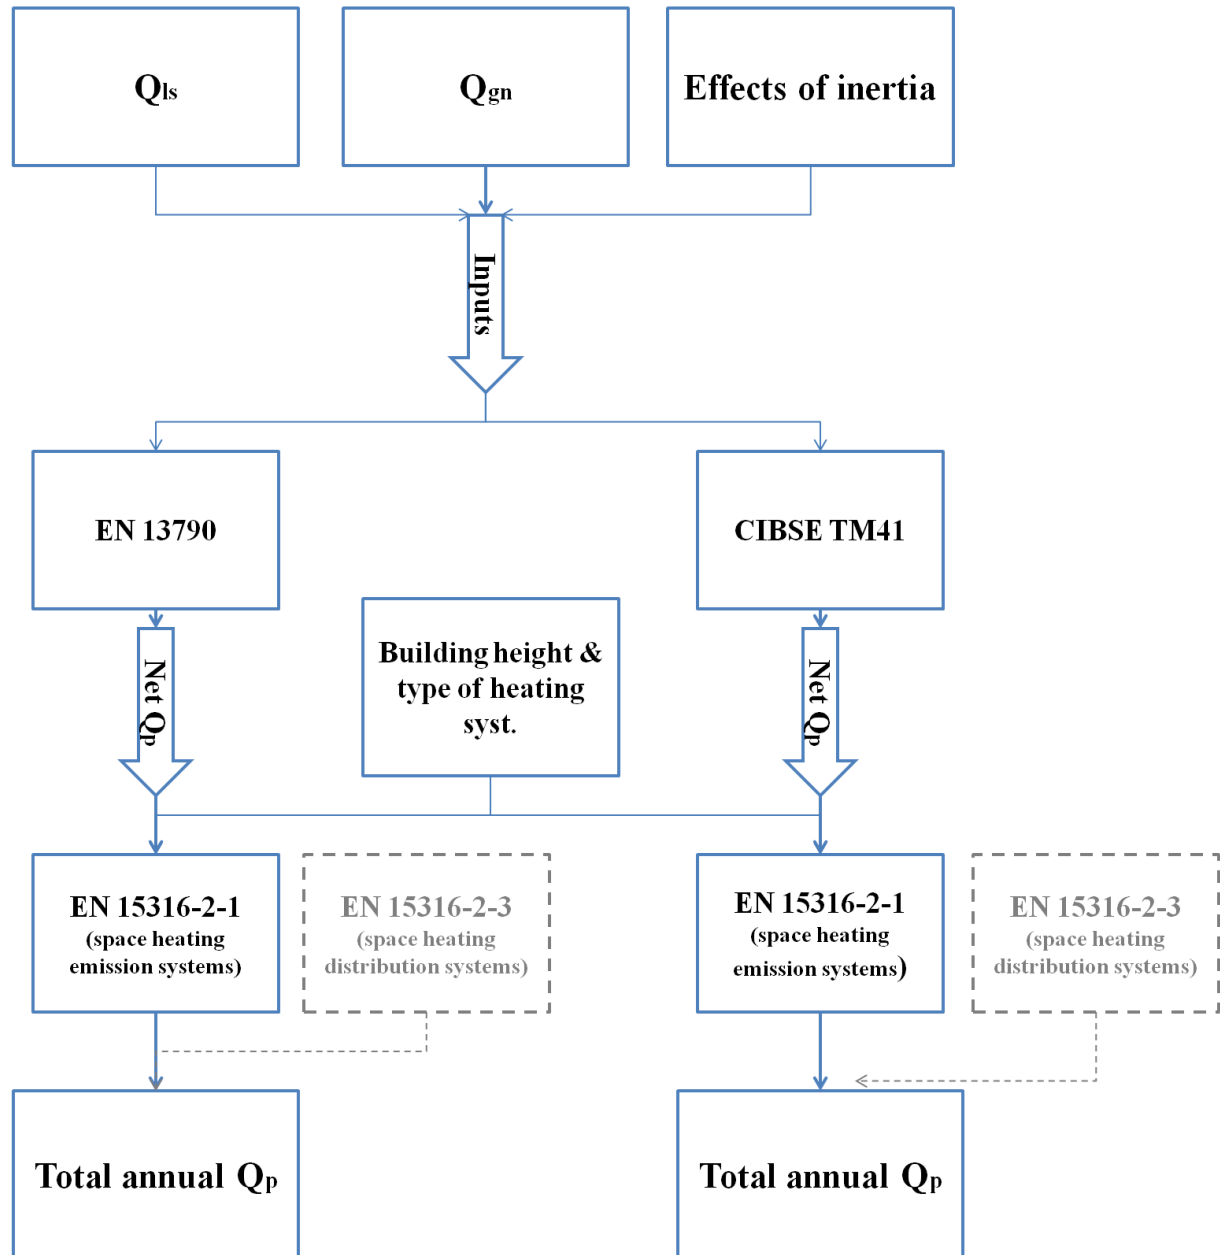 Qls
Qgn
Effects of inertia
Inputs
EN 13790
CIBSE TM41
Building height &
type of heating
syst.
Net Qp
Net Qp
EN 15316-2-1
(space heating
emission systems)
EN 15316-2-3
(space heating
distribution systems)
EN 15316-2-1
(space heating
emission systems)
EN 15316-2-3
(space heating
distribution systems)
Total annual Qp
Total annual Qp